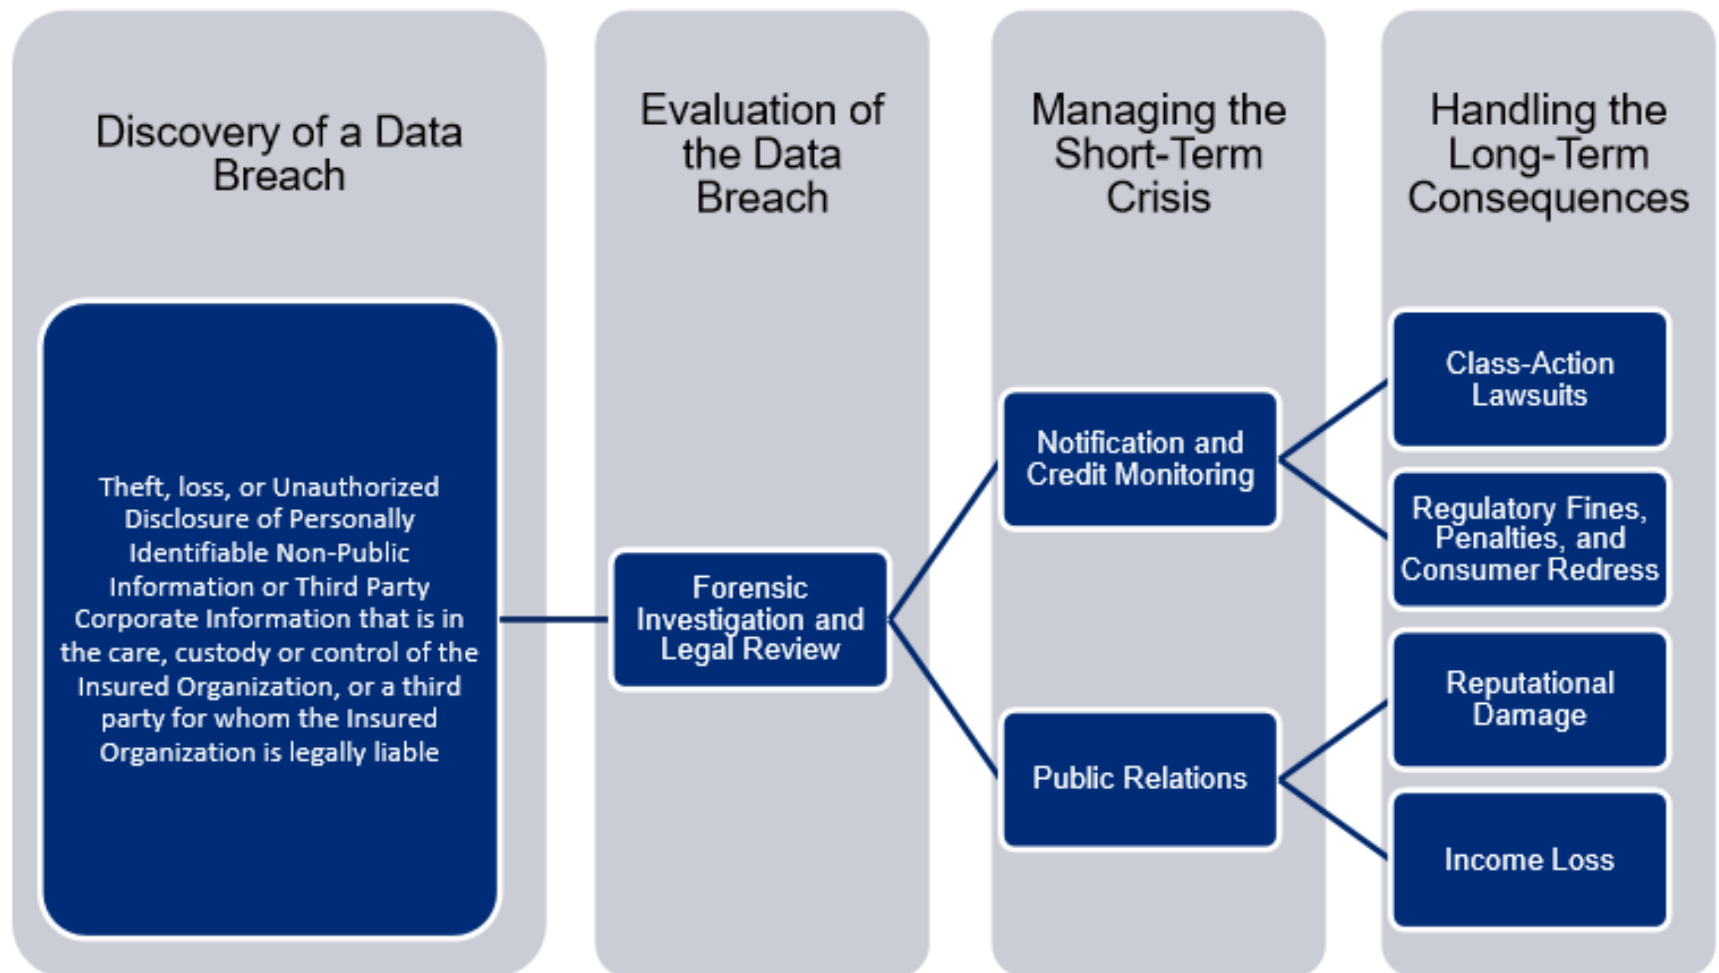 Discovery of a Data
Breach
Theft, loss, or Unauthorized
Disclosure of Personally
Identifiable Non-Public
Information or Third Party
Corporate Information that is in
the care, custody or control of the
Insured Organization, or a third
party for whom the Insured
Organization is legally liable
Evaluation of
the Data
Breach
Forensic
Investigation and
Legal Review
Managing the
Short-Term
Crisis
Notification and
Credit Monitoring
Public Relations
Handling the
Long-Term
Consequences
Class-Action
Lawsuits
Regulatory Fines,
Penalties, and
Consumer Redress
Reputational
Damage
Income Loss